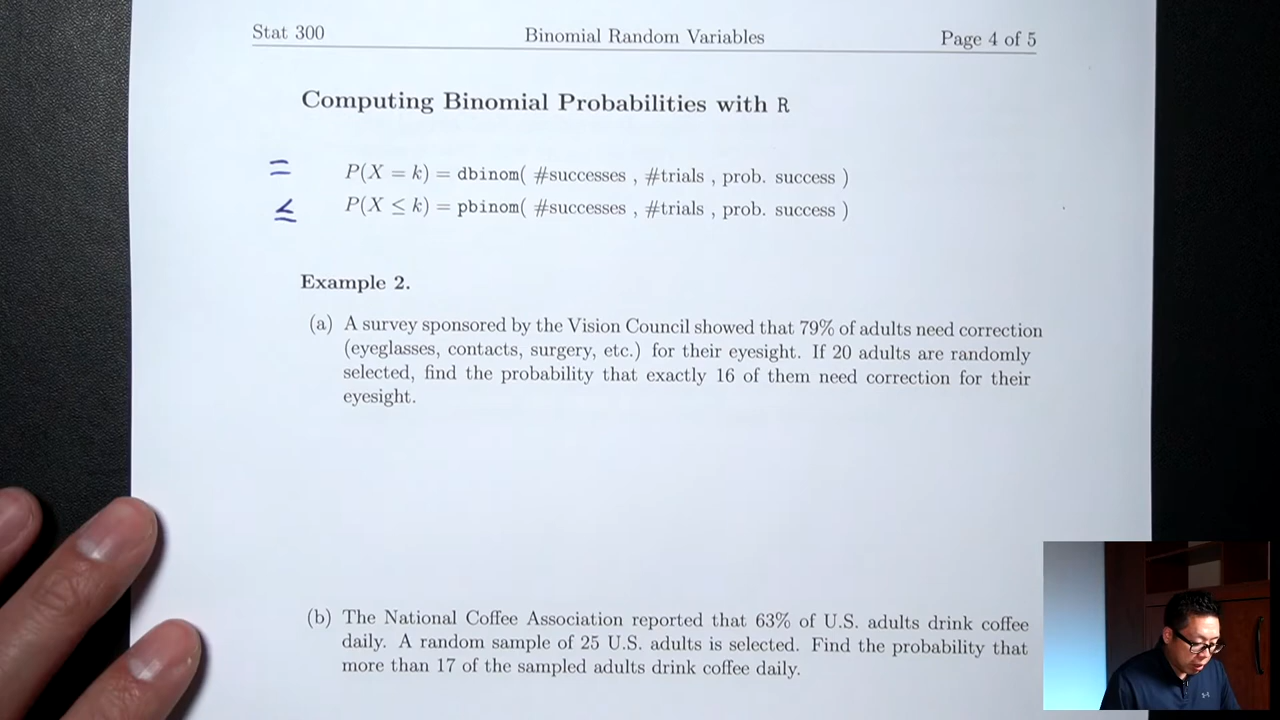 Stat 300 Binomial Random Variables Page 4 of 5
Computing Binomial Probabilities with R
= P(X = k) = dbinom( #successes , #trials , prob. success )
≤ P(X ≤ k) = pbinom( #successes , #trials , prob. success )
Example 2.
(a) A survey sponsored by the Vision Council showed that 79% of adults need correction
(eyeglasses, contacts, surgery, etc.) for their eyesight. If 20 adults are randomly
selected, find the probability that exactly 16 of them need correction for their
eyesight.
(b) The National Coffee Association reported that 63% of U.S. adults drink coffee
daily. A random sample of 25 U.S. adults is selected. Find the probability that
more than 17 of the sampled adults drink coffee daily.